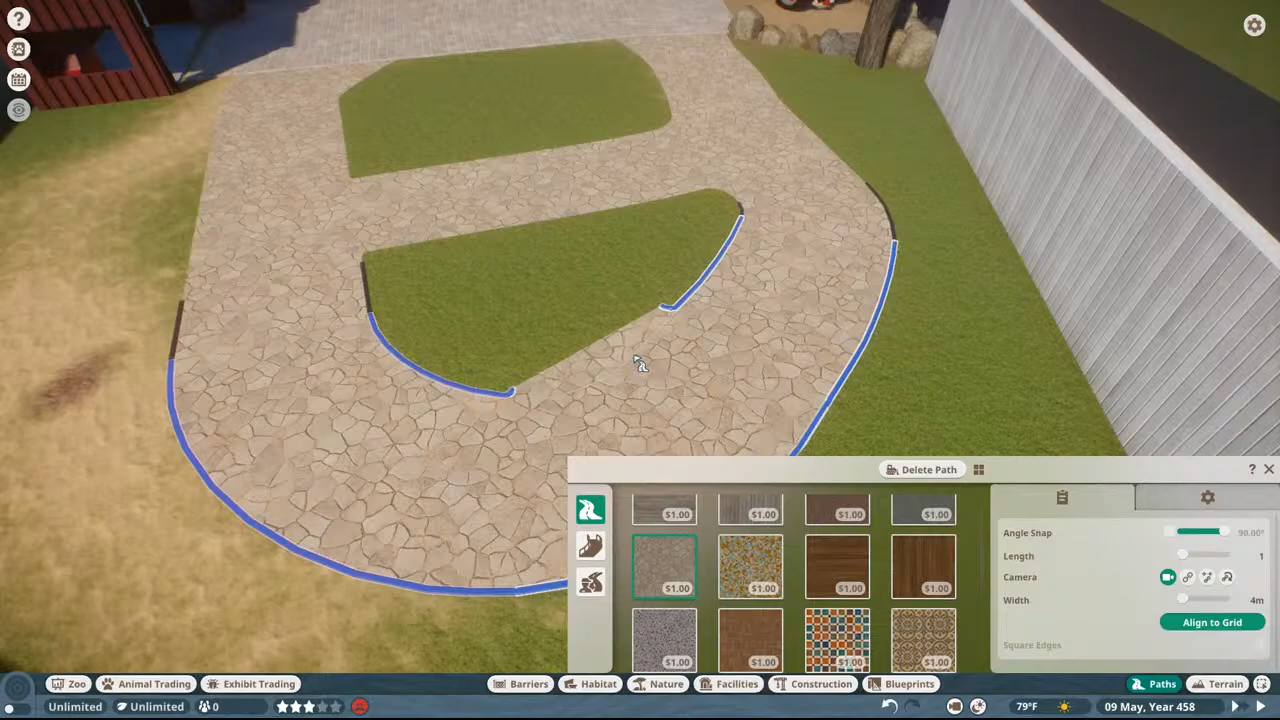 ?
Delete Path
?
$1.00 $1.00 $1.00 $1.00
$1.00 $1.00 $1.00 $1.00
$1.00 $1.00 $1.00 $1.00
Angle Snap 90.00°
Length 1
Camera
Width 4m
Align to Grid
Square Edges
Zoo Animal Trading Exhibit Trading Barriers Habitat Nature Facilities Construction Blueprints Paths Terrain
Unlimited Unlimited 0 79°F 09 May, Year 458